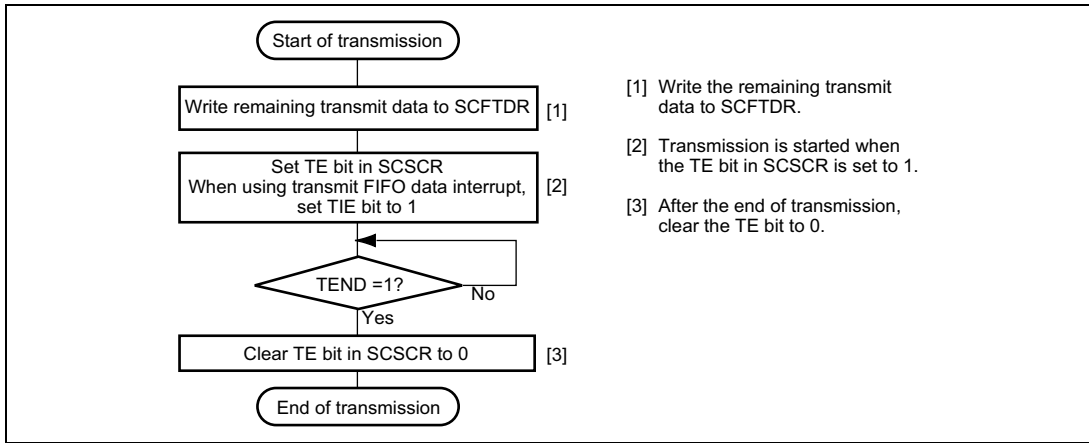 Start of transmission
Write remaining transmit data to SCFTDR [1]
Set TE bit in SCSCR
When using transmit FIFO data interrupt,
set TIE bit to 1
[2]
TEND =1?
No
Yes
Clear TE bit in SCSCR to 0 [3]
End of transmission
[1] Write the remaining transmit
data to SCFTDR.
[2] Transmission is started when
the TE bit in SCSCR is set to 1.
[3] After the end of transmission,
clear the TE bit to 0.